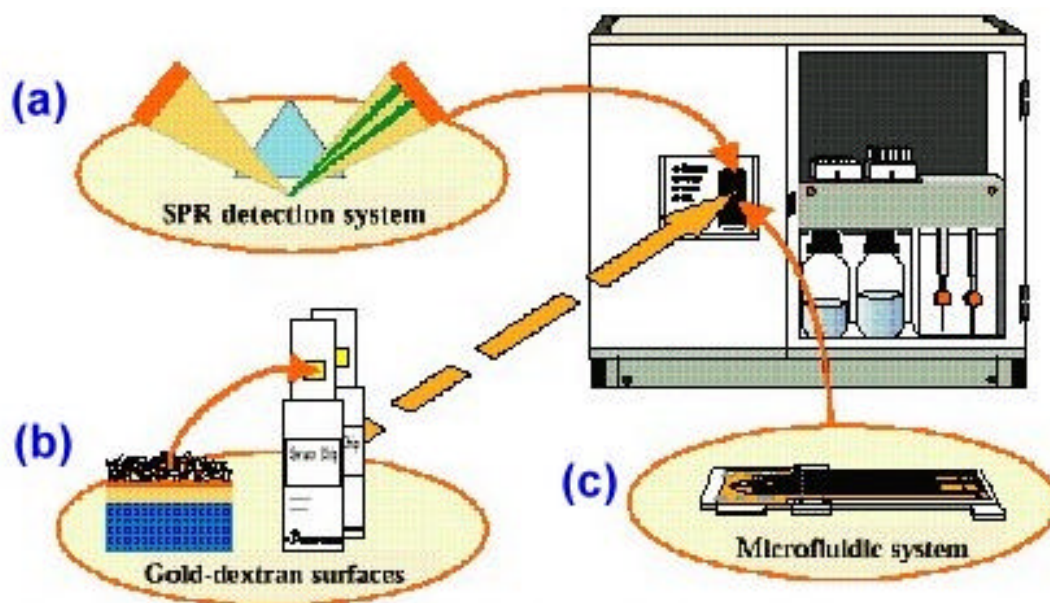 (a)
SPR detection system
(b)
Gold-dextran surfaces
(c)
Microfluidic system